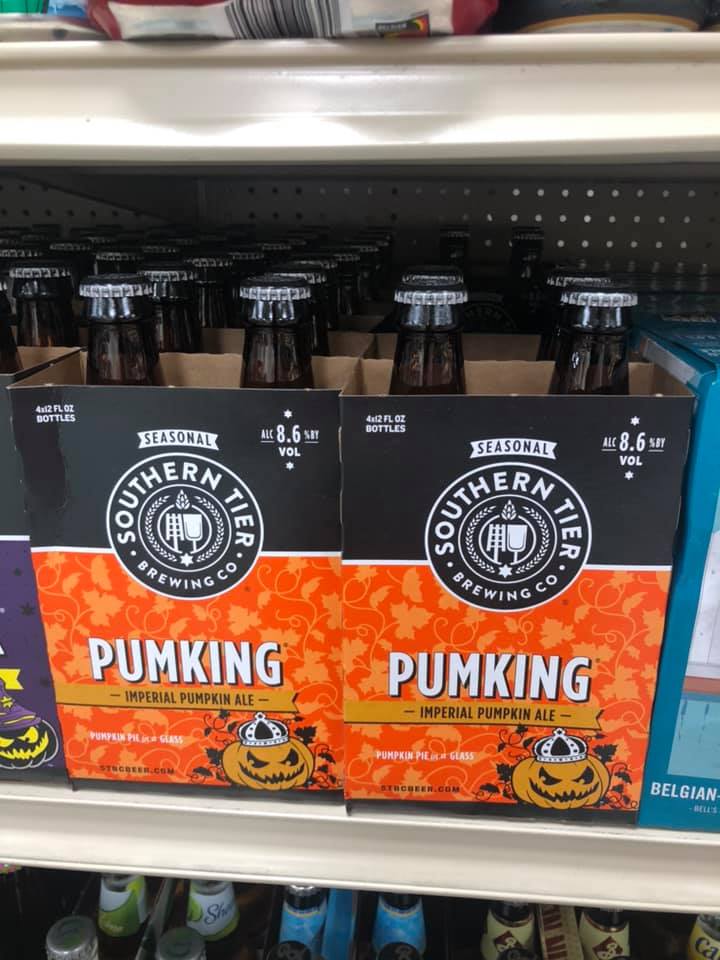 4x12 FL OZ
BOTTLES
SEASONAL
ALC 8.6 %BY
VOL
SOUTHERN TIER
BREWING CO
PUMKING
IMPERIAL PUMPKIN ALE
PUMPKIN PIE in a GLASS
STBCBEER.COM
4x12 FL OZ
BOTTLES
SEASONAL
ALC 8.6 %BY
VOL
SOUTHERN TIER
BREWING CO
PUMKING
IMPERIAL PUMPKIN ALE
PUMPKIN PIE in a GLASS
STBCBEER.COM
BELGIAN-
- BELL'S